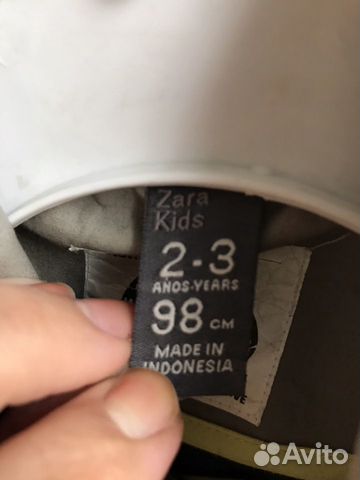 Zara
Kids
2-3
AÑOS-YEARS
98 CM
MADE IN
INDONESIA
Avito